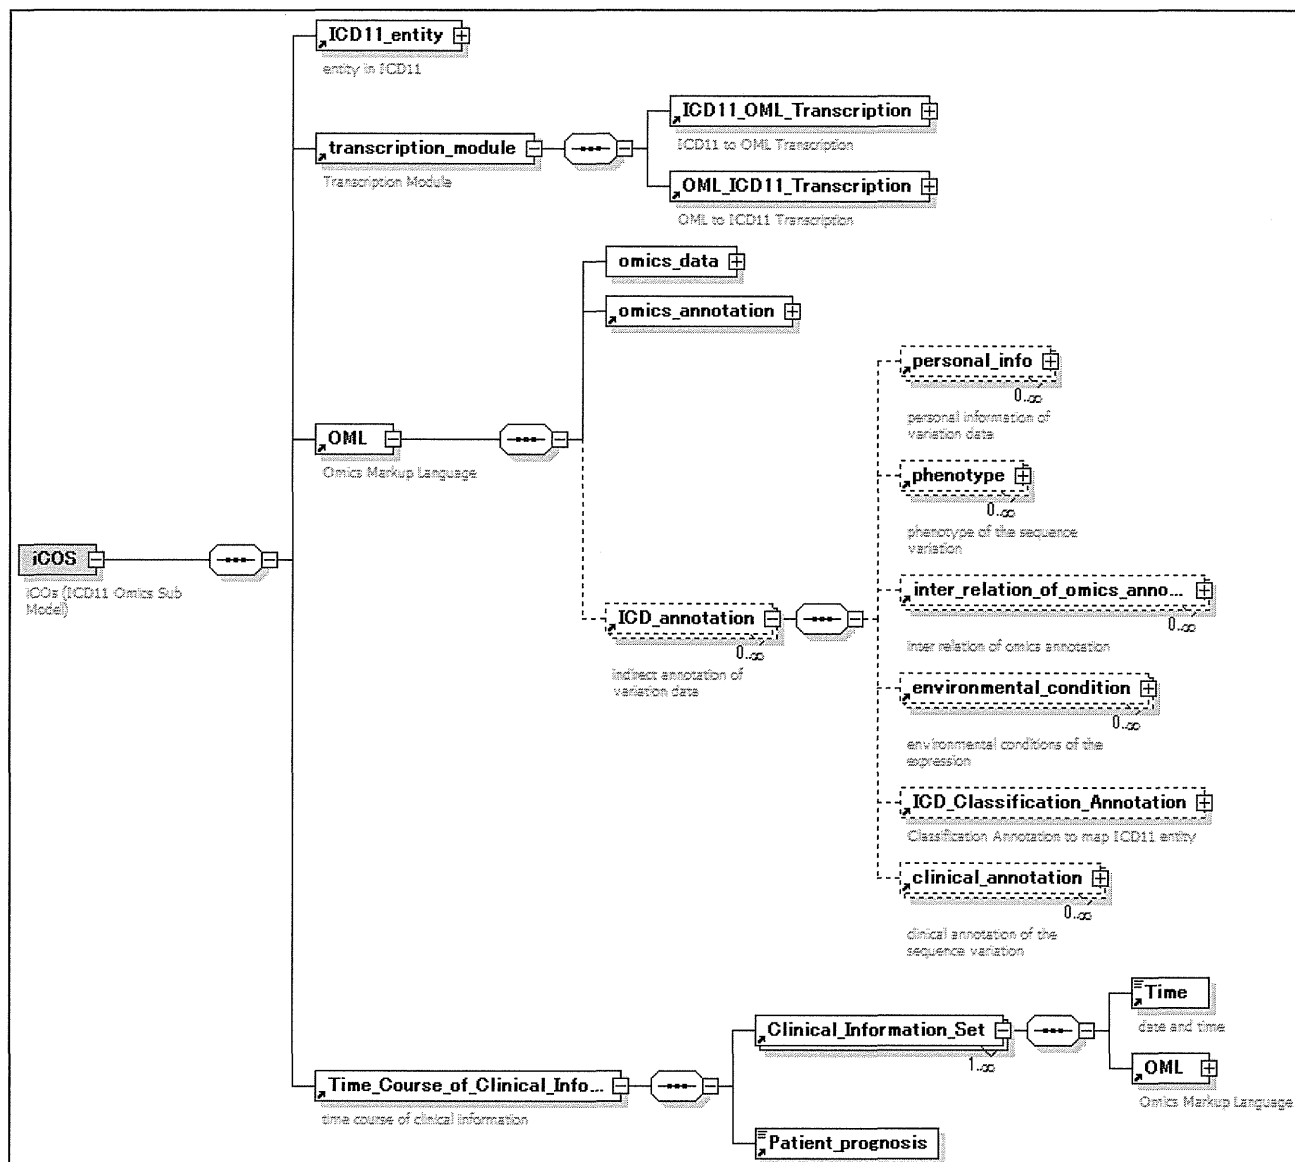 ICD11_entity
entity in ICD11
ICD11_OML_Transcription
ICD11 to OML Transcription
transcription_module
Transcription Module
OML_ICD11_Transcription
OML to ICD11 Transcription
omics_data
omics_annotation
personal_info
0..∞
personal information of
variation data
OML
Omics Markup Language
phenotype
0..∞
phenotype of the sequence
variation
iCOS
iCOs (ICD11 Omics Sub
Model)
inter_relation_of_omics_anno...
0..∞
inter relation of omics annotation
ICD_annotation
0..∞
indirect annotation of
variation data
environmental_condition
0..∞
environmental conditions of the
expression
ICD_Classification_Annotation
Classification Annotation to map ICD11 entity
clinical_annotation
0..∞
clinical annotation of the
sequence variation
Time
date and time
Clinical_Information_Set
1..∞
OML
Omics Markup Language
Time_Course_of_Clinical_Info...
time course of clinical information
Patient_prognosis